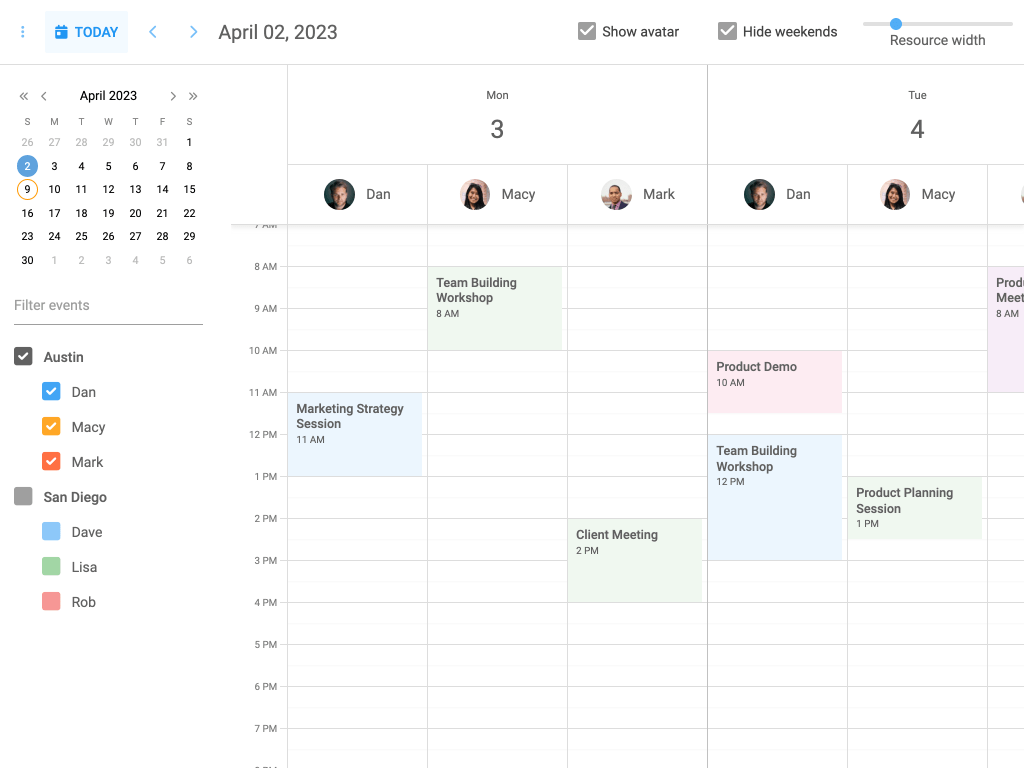 TODAY
April 02, 2023
Show avatar
Hide weekends
Resource width
April 2023
S M T W T F S
26 27 28 29 30 31 1
2 3 4 5 6 7 8
9 10 11 12 13 14 15
16 17 18 19 20 21 22
23 24 25 26 27 28 29
30 1 2 3 4 5 6
Filter events
Austin
Dan
Macy
Mark
San Diego
Dave
Lisa
Rob
Mon
3
Tue
4
Dan
Macy
Mark
Dan
Macy
7 AM
8 AM
9 AM
10 AM
11 AM
12 PM
1 PM
2 PM
3 PM
4 PM
5 PM
6 PM
7 PM
Marketing Strategy
Session
11 AM
Team Building
Workshop
8 AM
Client Meeting
2 PM
Product Demo
10 AM
Team Building
Workshop
12 PM
Product Planning
Session
1 PM
8 AM